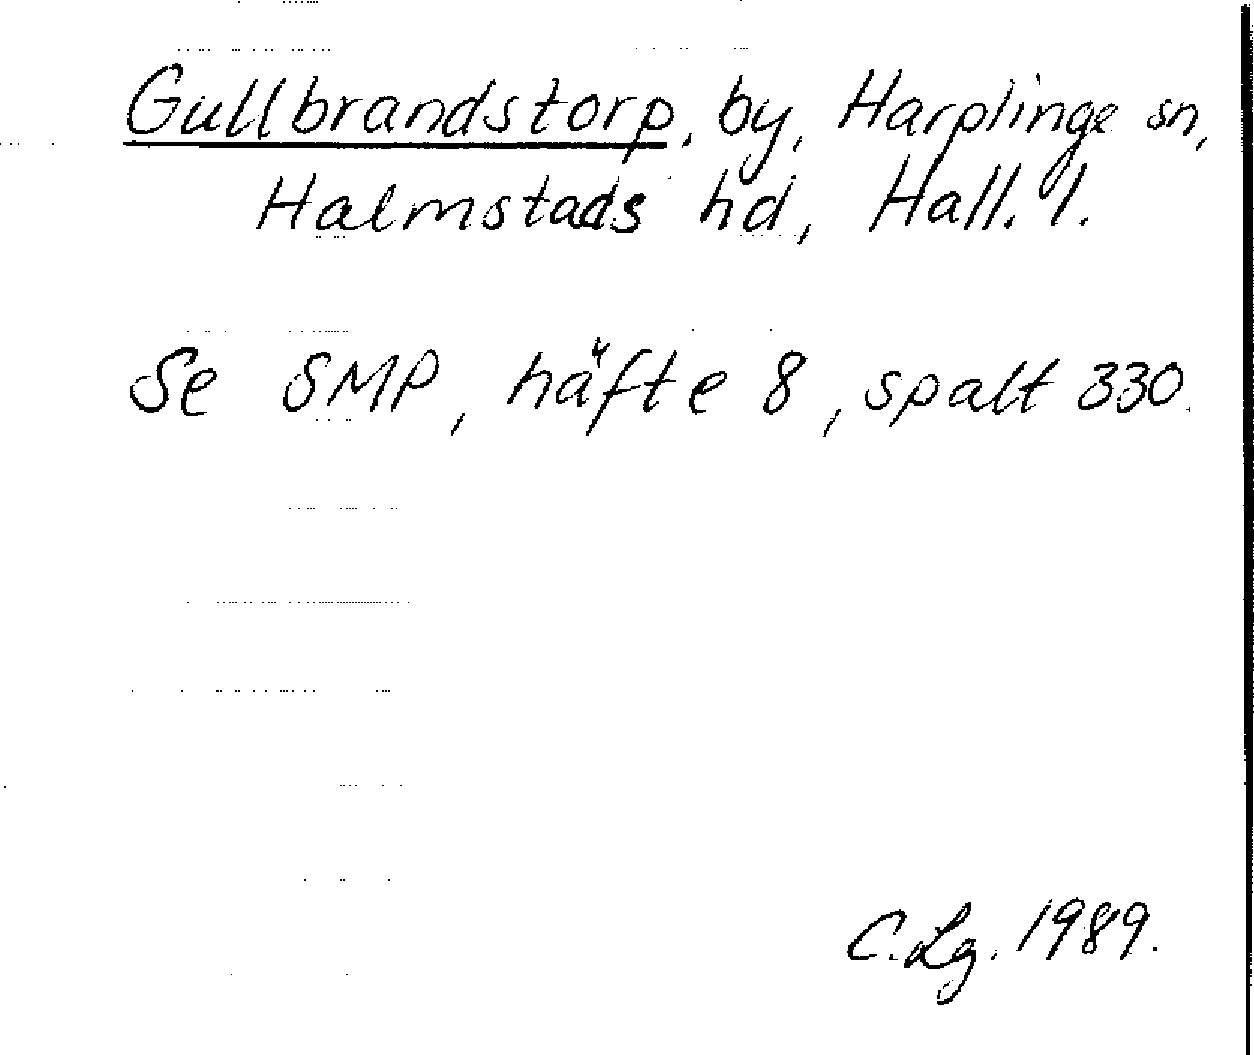 Gullbrandstorp, by, Harplinge sn,
Halmstads hd, Hall. l.
Se SMP, häfte 8, spalt 330.
C.Lg. 1989.